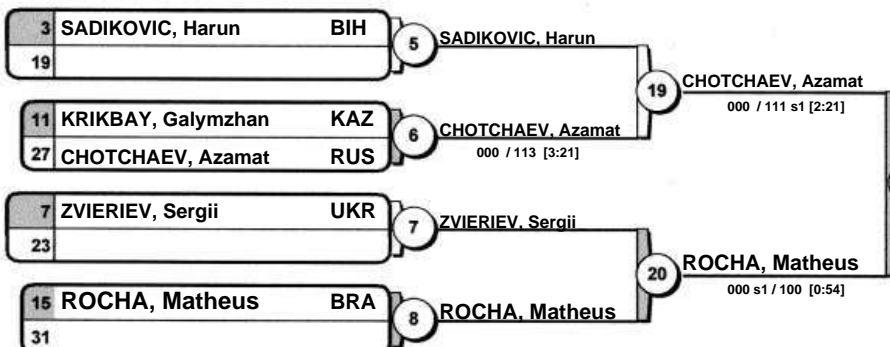 3 SADIKOVIC, Harun BIH
19
5
SADIKOVIC, Harun
11 KRIKBAY, Galymzhan KAZ
27 CHOTCHAEV, Azamat RUS
6
CHOTCHAEV, Azamat
000 / 113 [3:21]
19
CHOTCHAEV, Azamat
000 / 111 s1 [2:21]
7 ZVIERIEV, Sergii UKR
23
7
ZVIERIEV, Sergii
15 ROCHA, Matheus BRA
31
8
ROCHA, Matheus
20
ROCHA, Matheus
000 s1 / 100 [0:54]